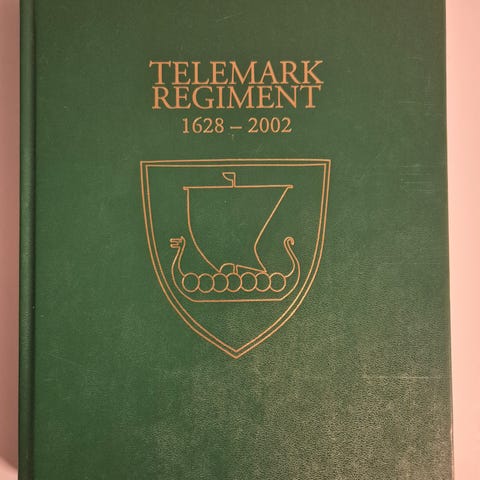 TELEMARK
REGIMENT
1628 – 2002